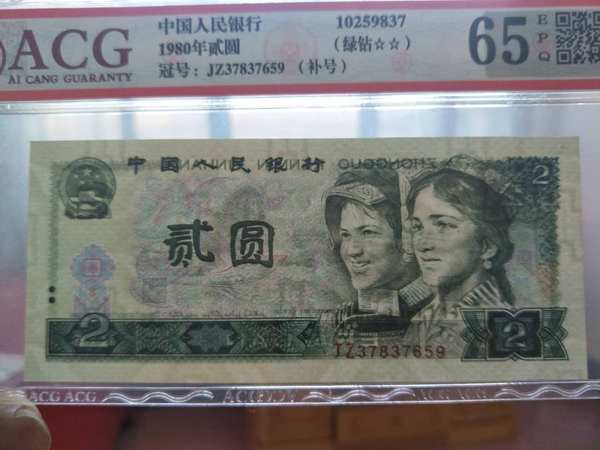 ACG
AI CANG GUARANTY
中国人民银行
1980年贰圆
冠号：JZ37837659 （补号）
10259837
（绿钻☆☆）
65
EPQ
中国人民银行
2
贰圆
2
2
JZ37837659
ACG ACG
ACG ACG